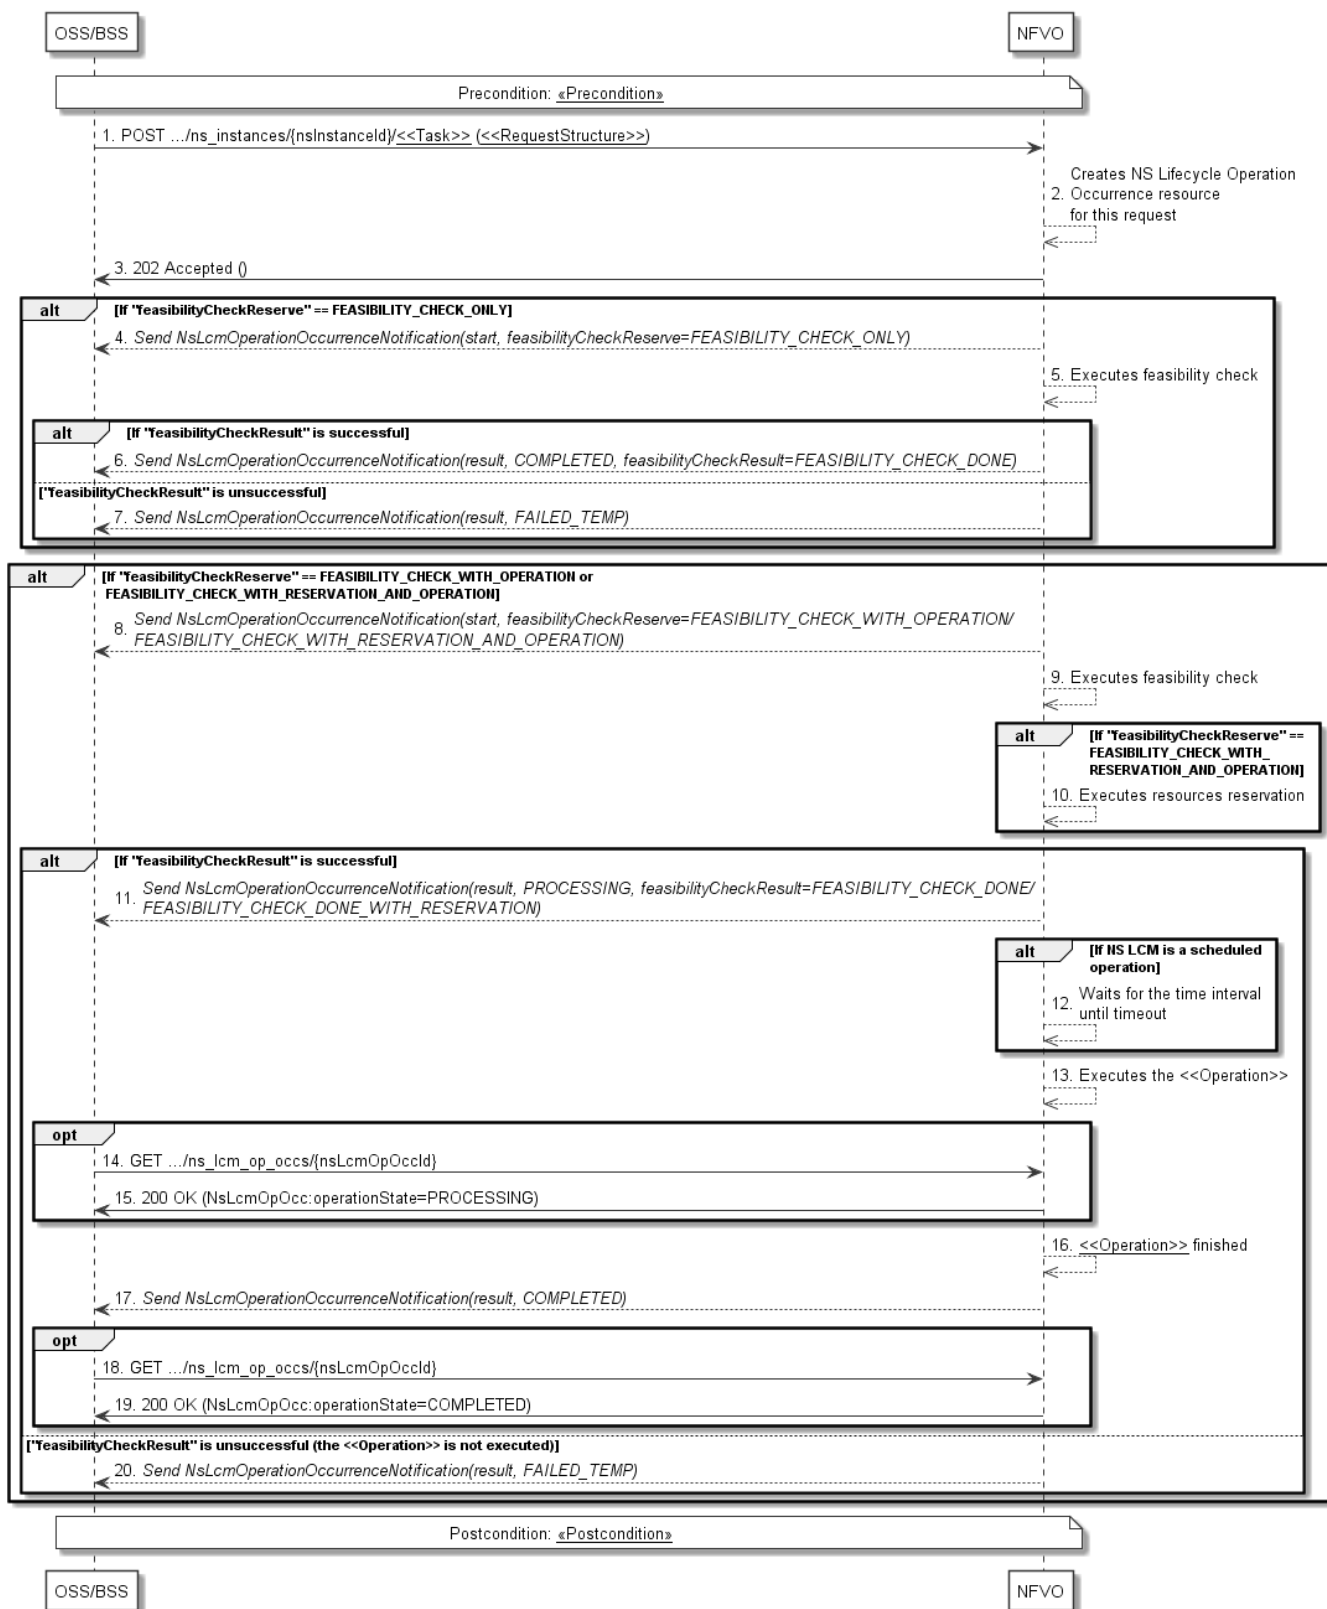 OSS/BSS
NFVO
Precondition: «Precondition»
1. POST .../ns_instances/{nsInstanceId}/<<Task>> (<<RequestStructure>>)
Creates NS Lifecycle Operation
2. Occurrence resource
for this request
3. 202 Accepted ()
alt
[If "feasibilityCheckReserve" == FEASIBILITY_CHECK_ONLY]
4. Send NsLcmOperationOccurrenceNotification(start, feasibilityCheckReserve=FEASIBILITY_CHECK_ONLY)
5. Executes feasibility check
alt
[If "feasibilityCheckResult" is successful]
6. Send NsLcmOperationOccurrenceNotification(result, COMPLETED, feasibilityCheckResult=FEASIBILITY_CHECK_DONE)
["feasibilityCheckResult" is unsuccessful]
7. Send NsLcmOperationOccurrenceNotification(result, FAILED_TEMP)
alt
[If "feasibilityCheckReserve" == FEASIBILITY_CHECK_WITH_OPERATION or
FEASIBILITY_CHECK_WITH_RESERVATION_AND_OPERATION]
8. Send NsLcmOperationOccurrenceNotification(start, feasibilityCheckReserve=FEASIBILITY_CHECK_WITH_OPERATION/
FEASIBILITY_CHECK_WITH_RESERVATION_AND_OPERATION)
9. Executes feasibility check
alt
[If "feasibilityCheckReserve" ==
FEASIBILITY_CHECK_WITH_
RESERVATION_AND_OPERATION]
10. Executes resources reservation
alt
[If "feasibilityCheckResult" is successful]
11. Send NsLcmOperationOccurrenceNotification(result, PROCESSING, feasibilityCheckResult=FEASIBILITY_CHECK_DONE/
FEASIBILITY_CHECK_DONE_WITH_RESERVATION)
alt
[If NS LCM is a scheduled
operation]
12. Waits for the time interval
until timeout
13. Executes the <<Operation>>
opt
14. GET .../ns_lcm_op_occs/{nsLcmOpOccId}
15. 200 OK (NsLcmOpOcc:operationState=PROCESSING)
16. <<Operation>> finished
17. Send NsLcmOperationOccurrenceNotification(result, COMPLETED)
opt
18. GET .../ns_lcm_op_occs/{nsLcmOpOccId}
19. 200 OK (NsLcmOpOcc:operationState=COMPLETED)
["feasibilityCheckResult" is unsuccessful (the <<Operation>> is not executed)]
20. Send NsLcmOperationOccurrenceNotification(result, FAILED_TEMP)
Postcondition: «Postcondition»
OSS/BSS
NFVO